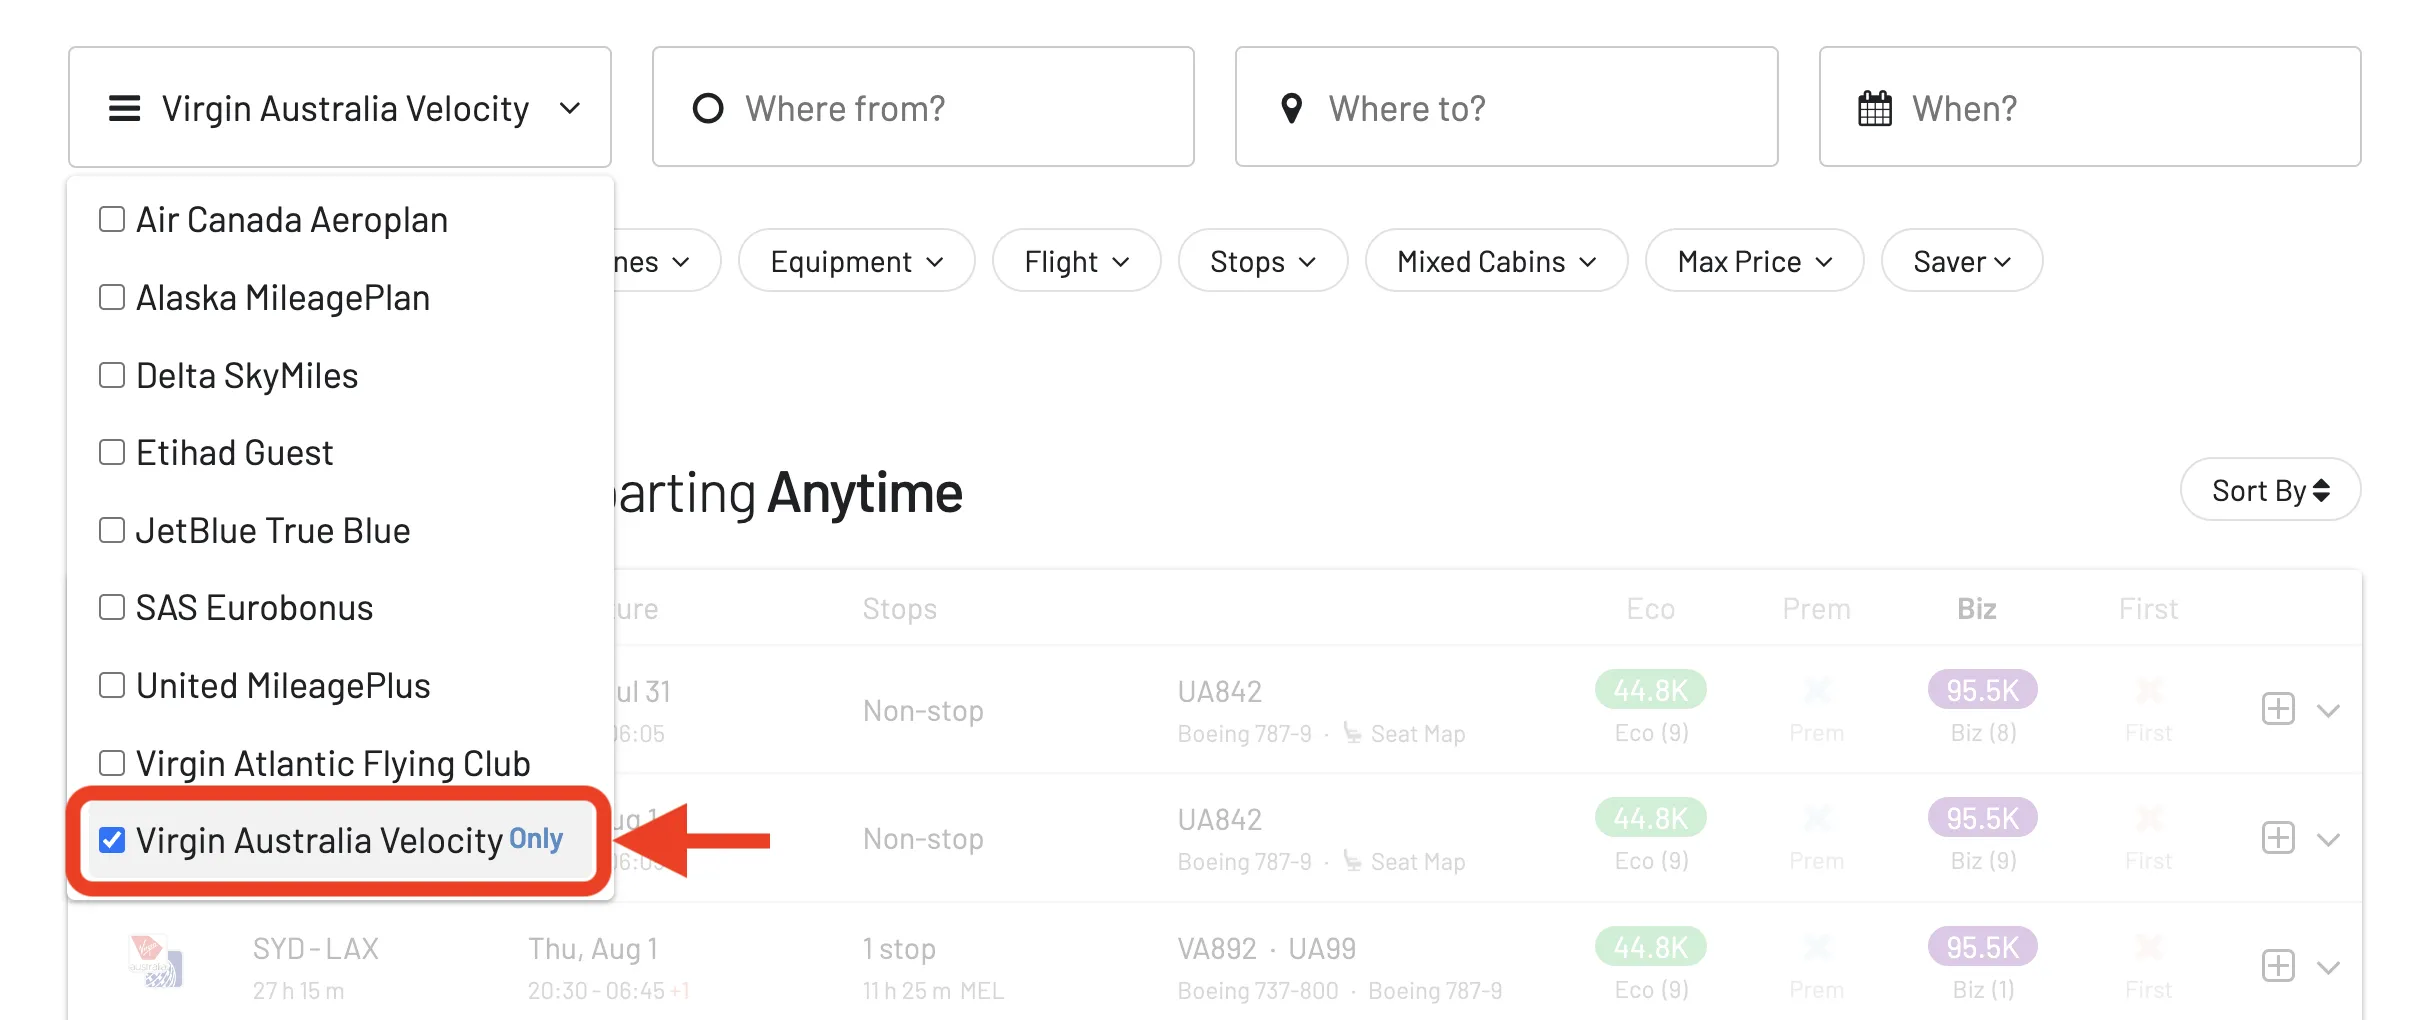 Virgin Australia Velocity
Where from?
Where to?
When?
Air Canada Aeroplan
Alaska MileagePlan
Delta SkyMiles
Etihad Guest
JetBlue True Blue
SAS Eurobonus
United MileagePlus
Virgin Atlantic Flying Club
Virgin Australia Velocity Only
nes
Equipment
Flight
Stops
Mixed Cabins
Max Price
Saver
arting Anytime
Sort By
ure Stops Eco Prem Biz First
ul 31 Non-stop UA842 44.8K 95.5K
06:05 Boeing 787-9 · Seat Map Eco (9) Prem Biz (8) First
ug 1 Non-stop UA842 44.8K 95.5K
Boeing 787-9 · Seat Map Eco (9) Prem Biz (9) First
SYD-LAX Thu, Aug 1 1 stop VA892 · UA99 44.8K 95.5K
27 h 15 m 20:30 - 06:45 +1 11 h 25 m MEL Boeing 737-800 · Boeing 787-9 Eco (9) Prem Biz (1) First